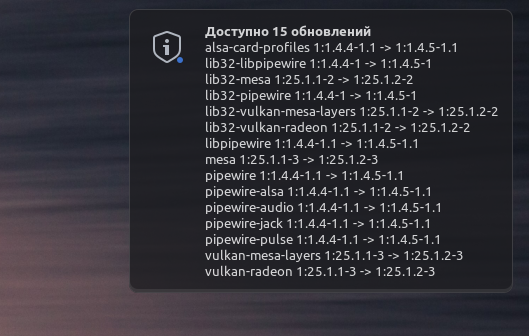 Доступно 15 обновлений
alsa-card-profiles 1:1.4.4-1.1 -> 1:1.4.5-1.1
lib32-libpipewire 1:1.4.4-1 -> 1:1.4.5-1
lib32-mesa 1:25.1.1-2 -> 1:25.1.2-2
lib32-pipewire 1:1.4.4-1 -> 1:1.4.5-1
lib32-vulkan-mesa-layers 1:25.1.1-2 -> 1:25.1.2-2
lib32-vulkan-radeon 1:25.1.1-2 -> 1:25.1.2-2
libpipewire 1:1.4.4-1.1 -> 1:1.4.5-1.1
mesa 1:25.1.1-3 -> 1:25.1.2-3
pipewire 1:1.4.4-1.1 -> 1:1.4.5-1.1
pipewire-alsa 1:1.4.4-1.1 -> 1:1.4.5-1.1
pipewire-audio 1:1.4.4-1.1 -> 1:1.4.5-1.1
pipewire-jack 1:1.4.4-1.1 -> 1:1.4.5-1.1
pipewire-pulse 1:1.4.4-1.1 -> 1:1.4.5-1.1
vulkan-mesa-layers 1:25.1.1-3 -> 1:25.1.2-3
vulkan-radeon 1:25.1.1-3 -> 1:25.1.2-3